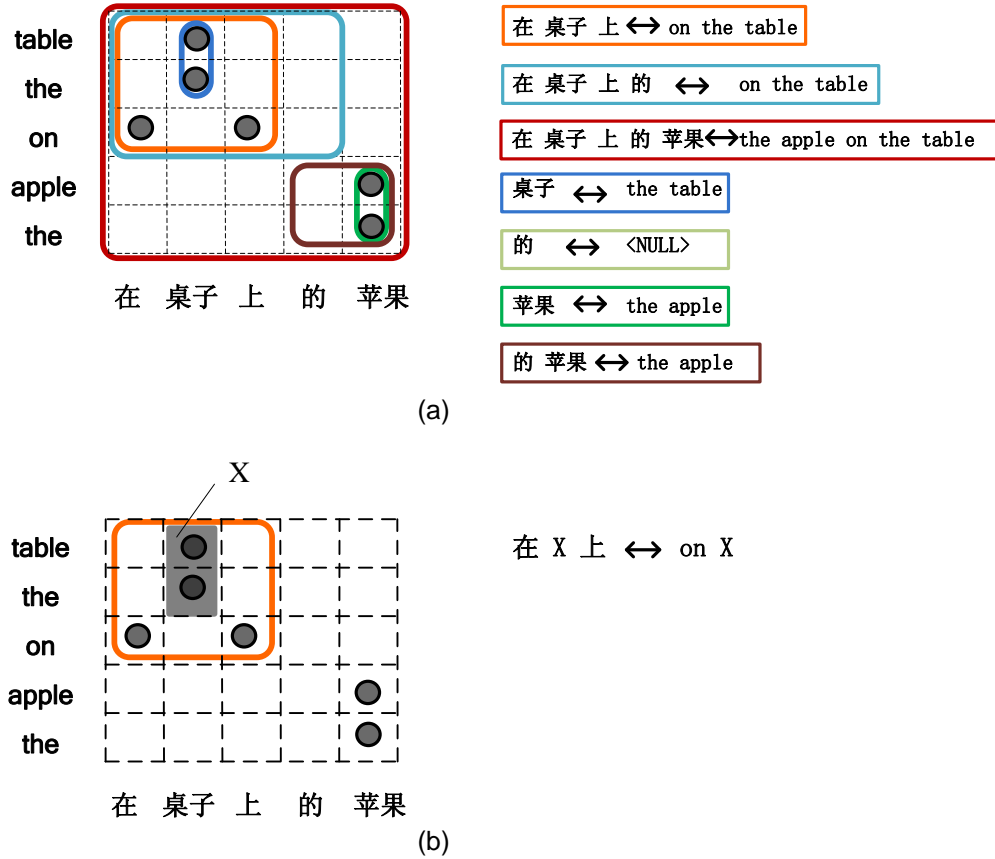 table
the
on
apple
the
在 桌子 上 的 苹果
在 桌子 上 ↔ on the table
在 桌子 上 的 ↔ on the table
在 桌子 上 的 苹果↔the apple on the table
桌子 ↔ the table
的 ↔ <NULL>
苹果 ↔ the apple
的 苹果 ↔ the apple
(a)
X
table
the
on
apple
the
在 桌子 上 的 苹果
在 X 上 ↔ on X
(b)